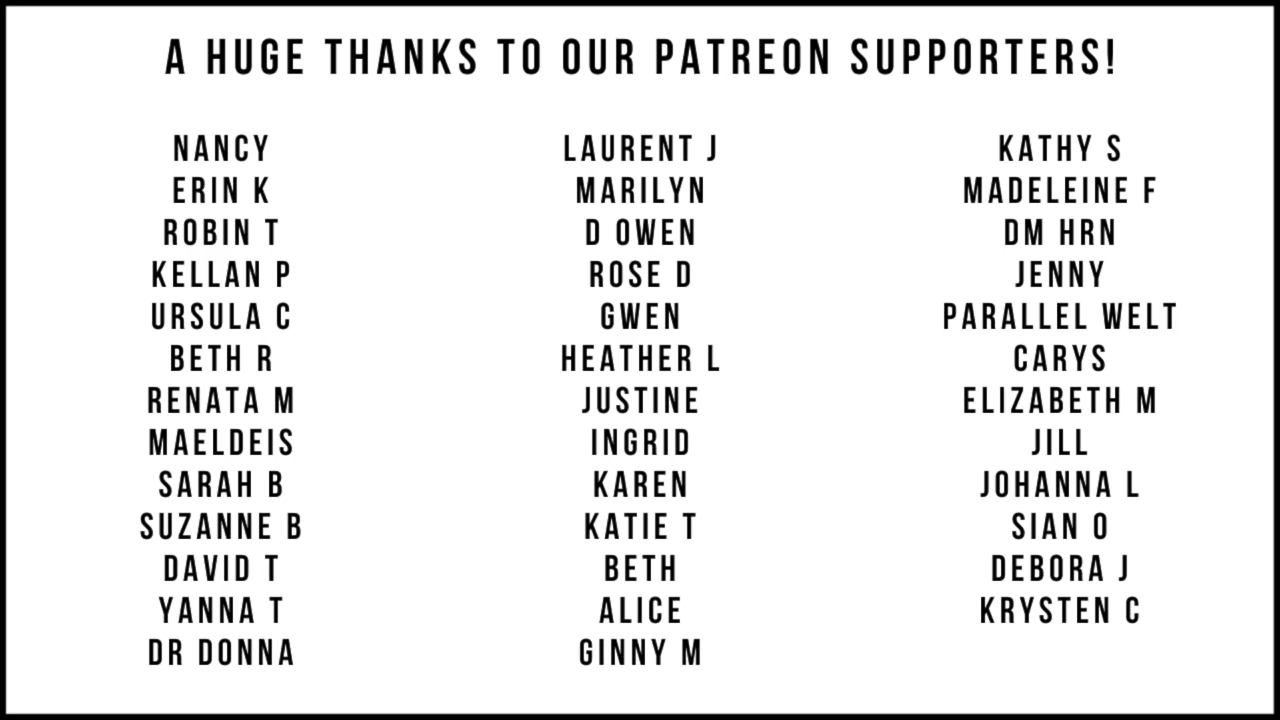 A HUGE THANKS TO OUR PATREON SUPPORTERS!
NANCY
ERIN K
ROBIN T
KELLAN P
URSULA C
BETH R
RENATA M
MAELDEIS
SARAH B
SUZANNE B
DAVID T
YANNA T
DR DONNA
LAURENT J
MARILYN
D OWEN
ROSE D
GWEN
HEATHER L
JUSTINE
INGRID
KAREN
KATIE T
BETH
ALICE
GINNY M
KATHY S
MADELEINE F
DM HRN
JENNY
PARALLEL WELT
CARYS
ELIZABETH M
JILL
JOHANNA L
SIAN O
DEBORA J
KRYSTEN C